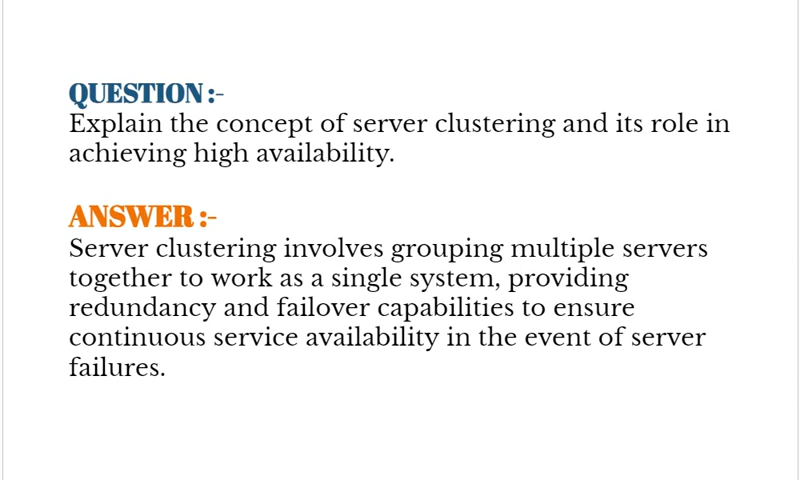 QUESTION :-
Explain the concept of server clustering and its role in
achieving high availability.
ANSWER :-
Server clustering involves grouping multiple servers
together to work as a single system, providing
redundancy and failover capabilities to ensure
continuous service availability in the event of server
failures.